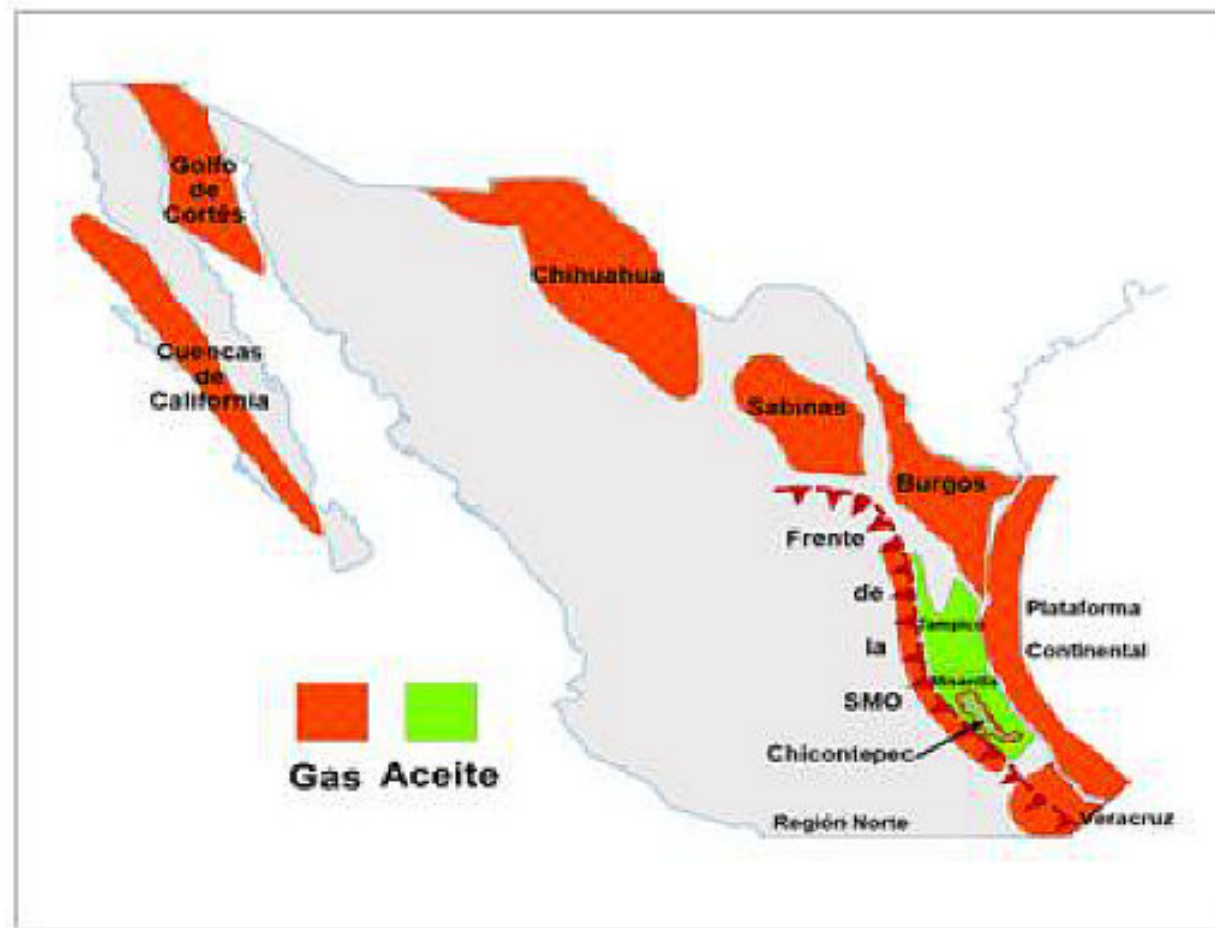 Golfo
de
Cortés
Chihuahua
Cuencas
de
California
Sabinas
Burgos
Frente
de
la
SMO
Plataforma
Continental
Tampico
Misantla
Chicontepec
Gas Aceite
Región Norte
Veracruz